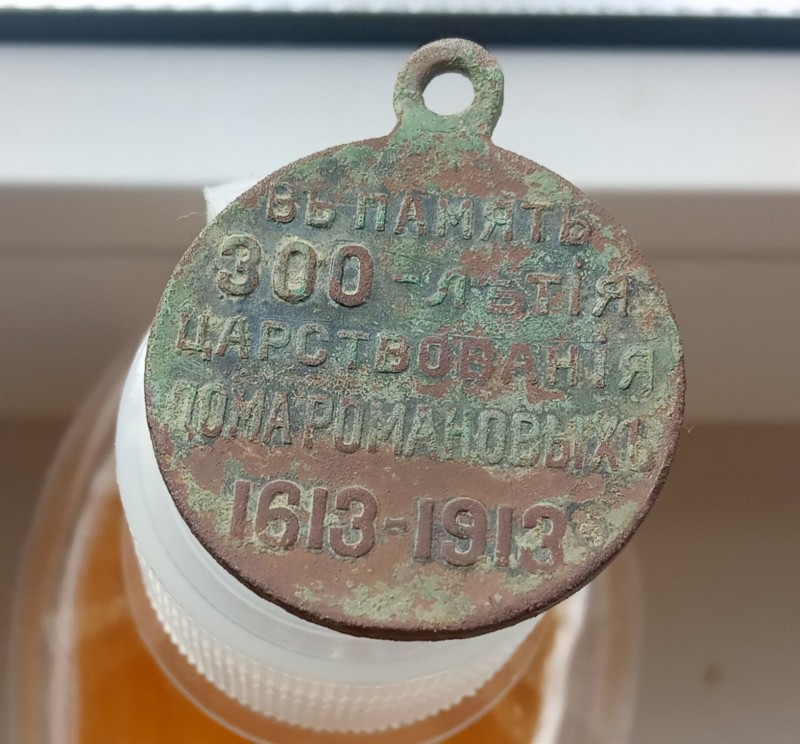 ВЪ ПАМЯТЬ
300-ЛѢТІЯ
ЦАРСТВОВАНІЯ
ДОМА РОМАНОВЫХЪ
1613-1913